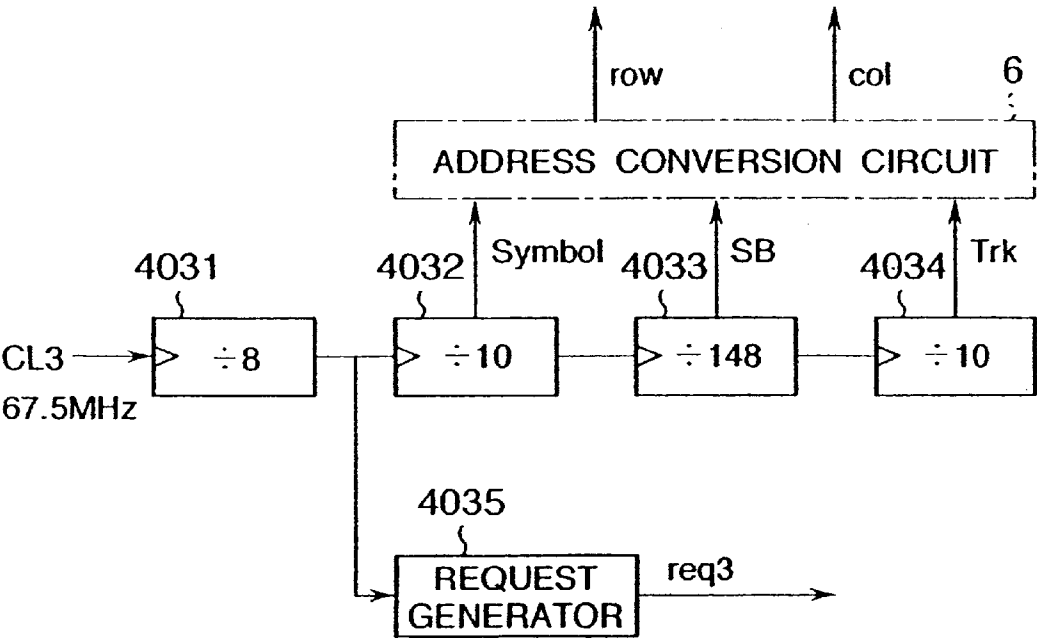 row
col
6
ADDRESS CONVERSION CIRCUIT
Symbol
SB
Trk
4031
4032
4033
4034
CL3
÷8
÷10
÷148
÷10
67.5MHz
4035
REQUEST
GENERATOR
req3